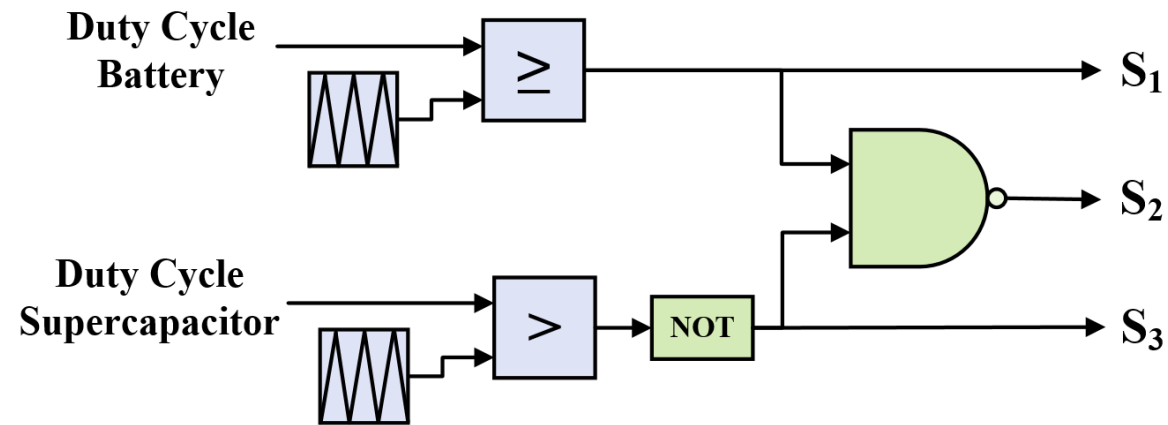 Duty Cycle
Battery
≥
S₁
S₂
Duty Cycle
Supercapacitor
>
NOT
S₃